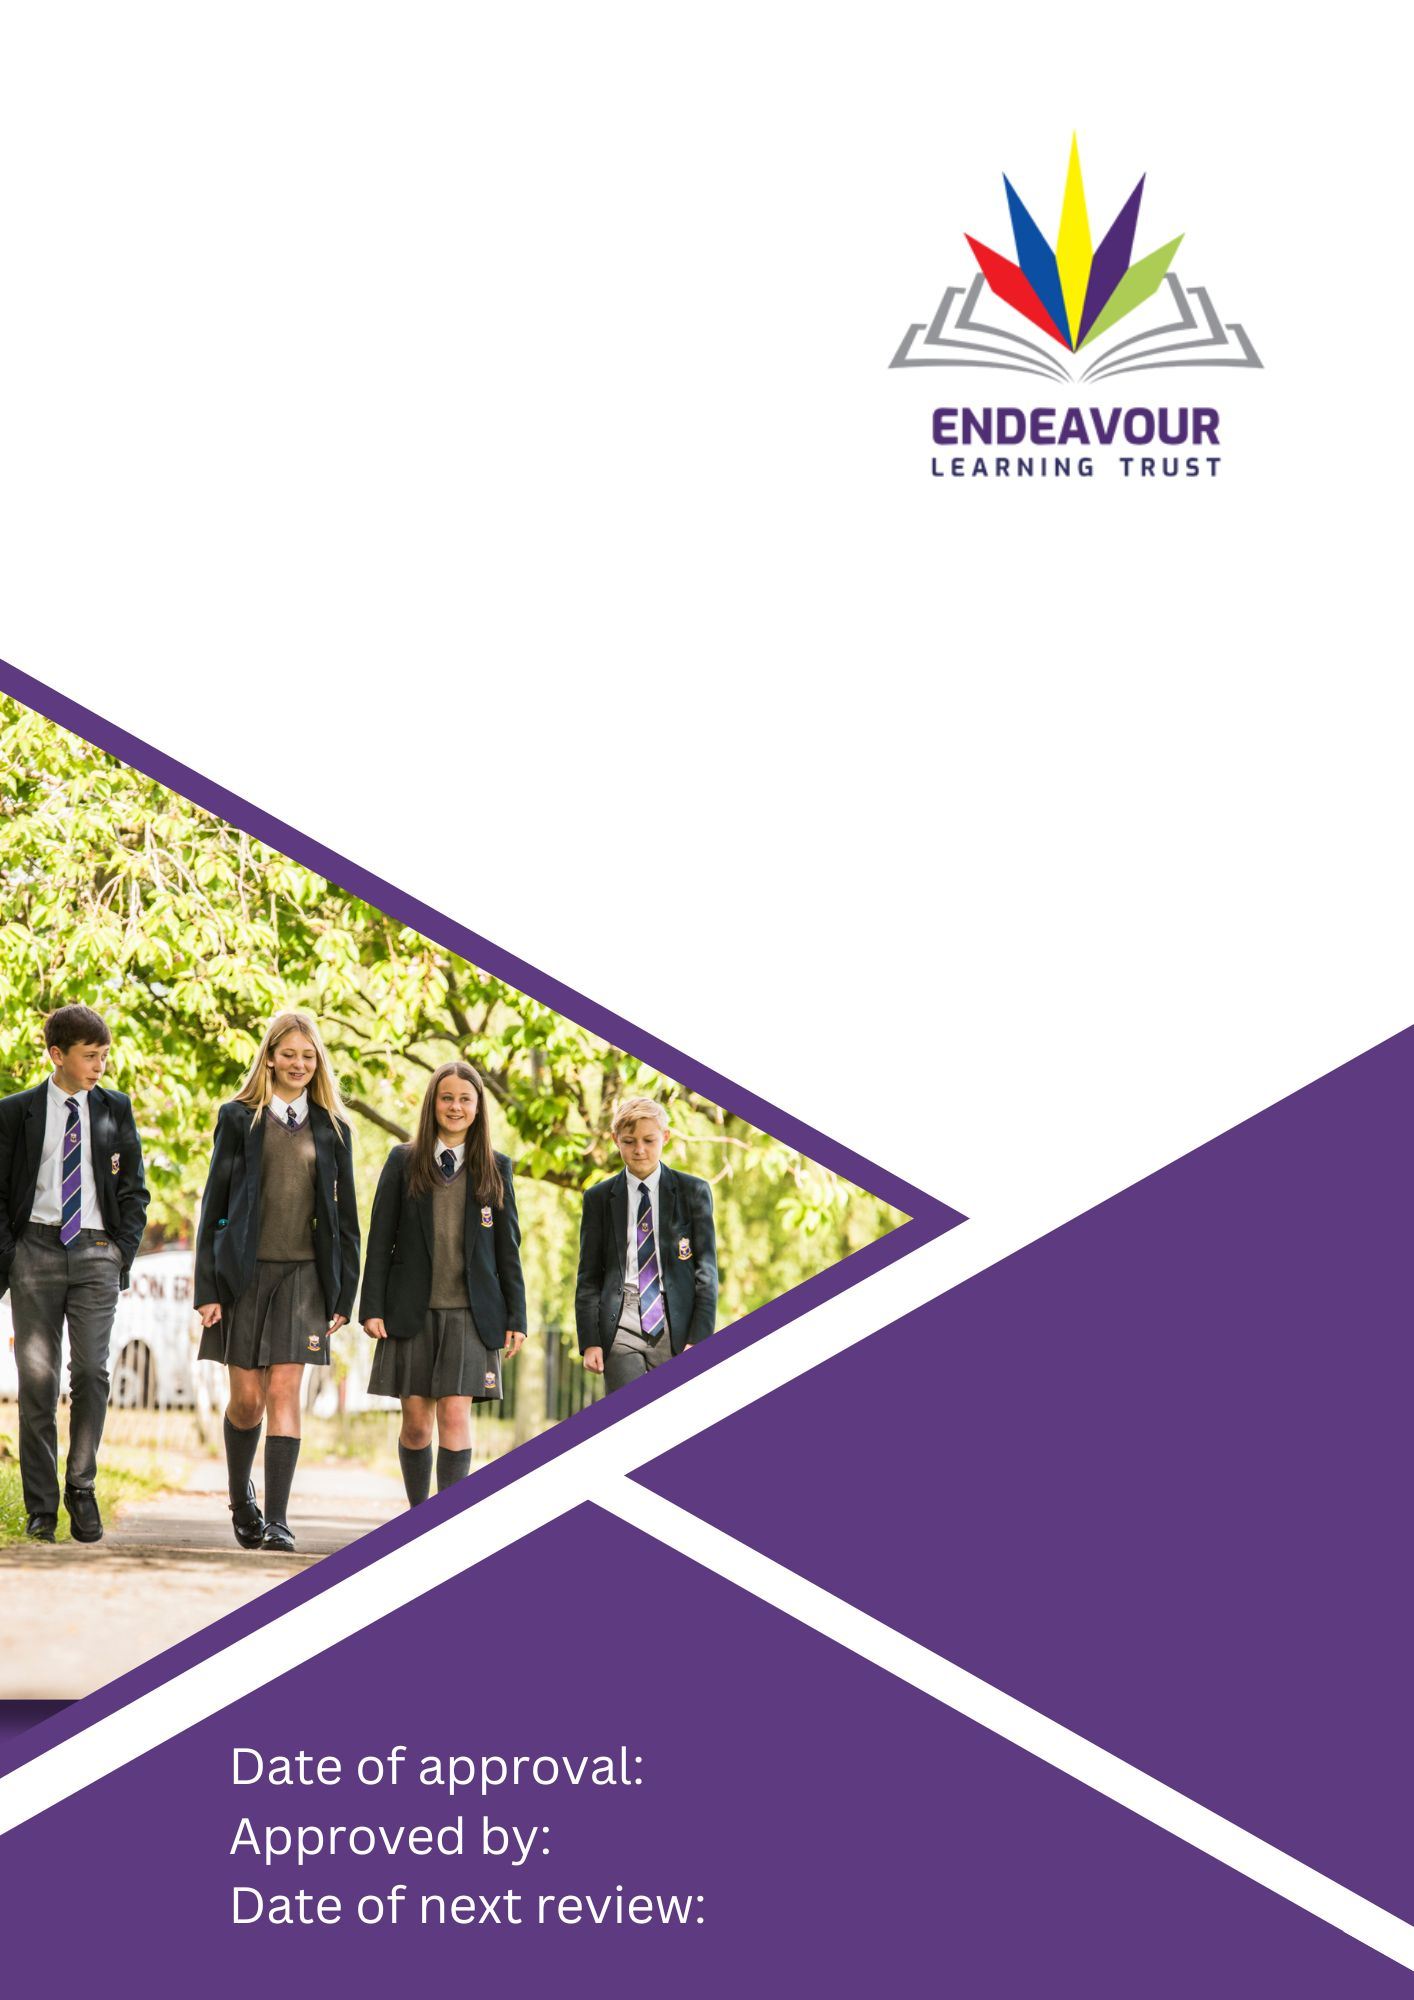 ENDEAVOUR
LEARNING TRUST
Date of approval:
Approved by:
Date of next review: